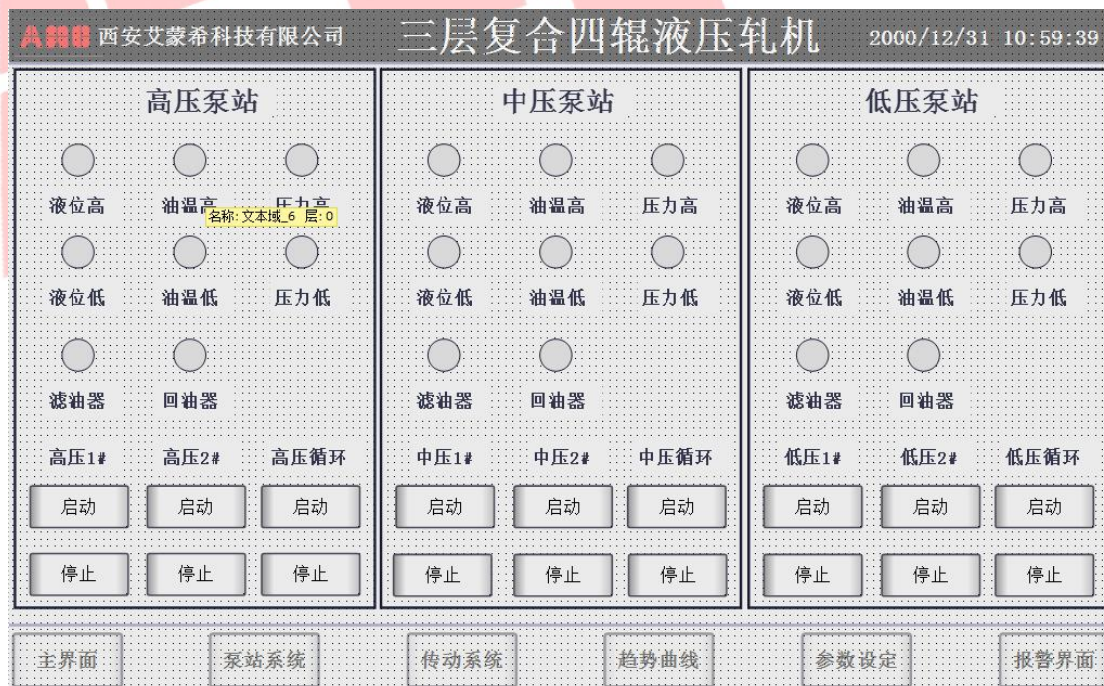 AMB 西安艾蒙希科技有限公司 三层复合四辊液压轧机 2000/12/31 10:59:39
高压泵站 中压泵站 低压泵站
液位高 油温高 压力高 液位高 油温高 压力高 液位高 油温高 压力高
名称: 文本域_6 层: 0
液位低 油温低 压力低 液位低 油温低 压力低 液位低 油温低 压力低
滤油器 回油器 滤油器 回油器 滤油器 回油器
高压1# 高压2# 高压循环 中压1# 中压2# 中压循环 低压1# 低压2# 低压循环
启动 启动 启动 启动 启动 启动 启动 启动 启动
停止 停止 停止 停止 停止 停止 停止 停止 停止
主界面 泵站系统 传动系统 趋势曲线 参数设定 报警界面